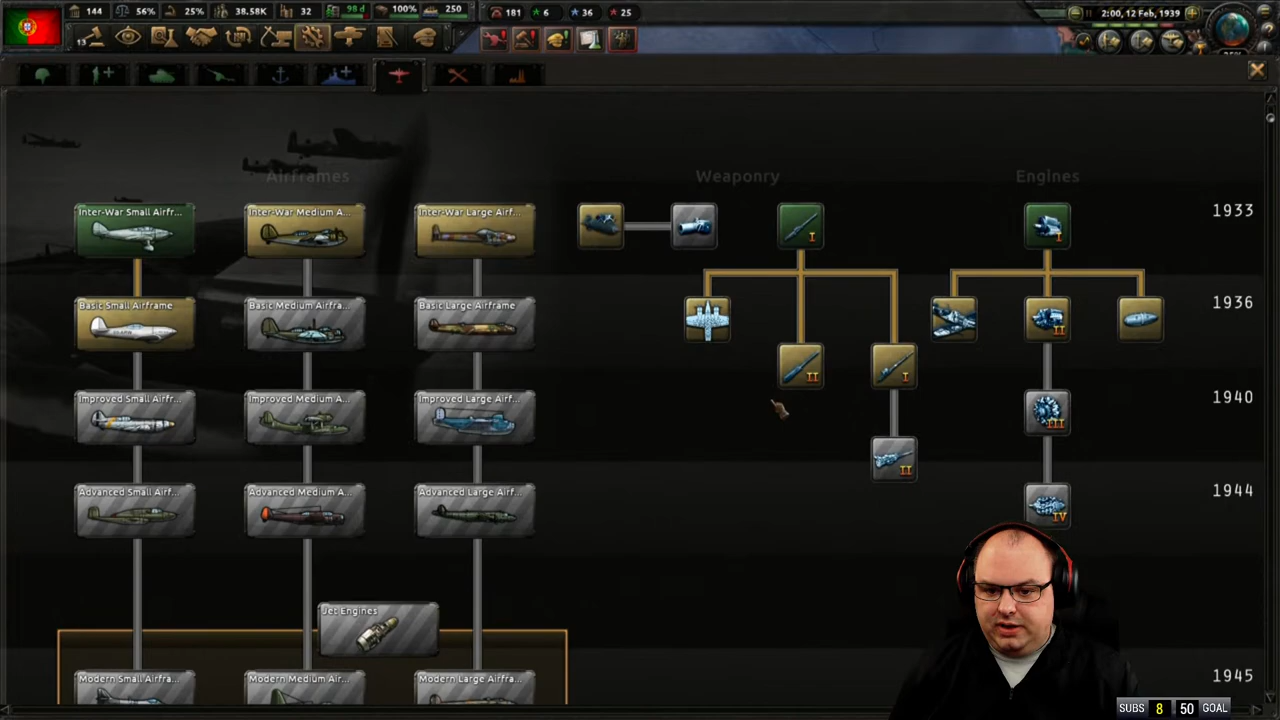 144 56% 25% 38.58K 32 98 d 100% 250 181 6 36 25 2:00, 12 Feb, 1939
13
Airframes Weaponry Engines
1933
Inter-War Small Airfr... Inter-War Medium A... Inter-War Large Airf...
I I
1936
Basic Small Airframe Basic Medium Airfra... Basic Large Airframe
II
II I
1940
Improved Small Airfr... Improved Medium A... Improved Large Airf...
III
II
1944
Advanced Small Airf... Advanced Medium A... Advanced Large Airf...
IV
Jet Engines
1945
Modern Small Airfra... Modern Medium Air... Modern Large Airfra...
SUBS 8 50 GOAL